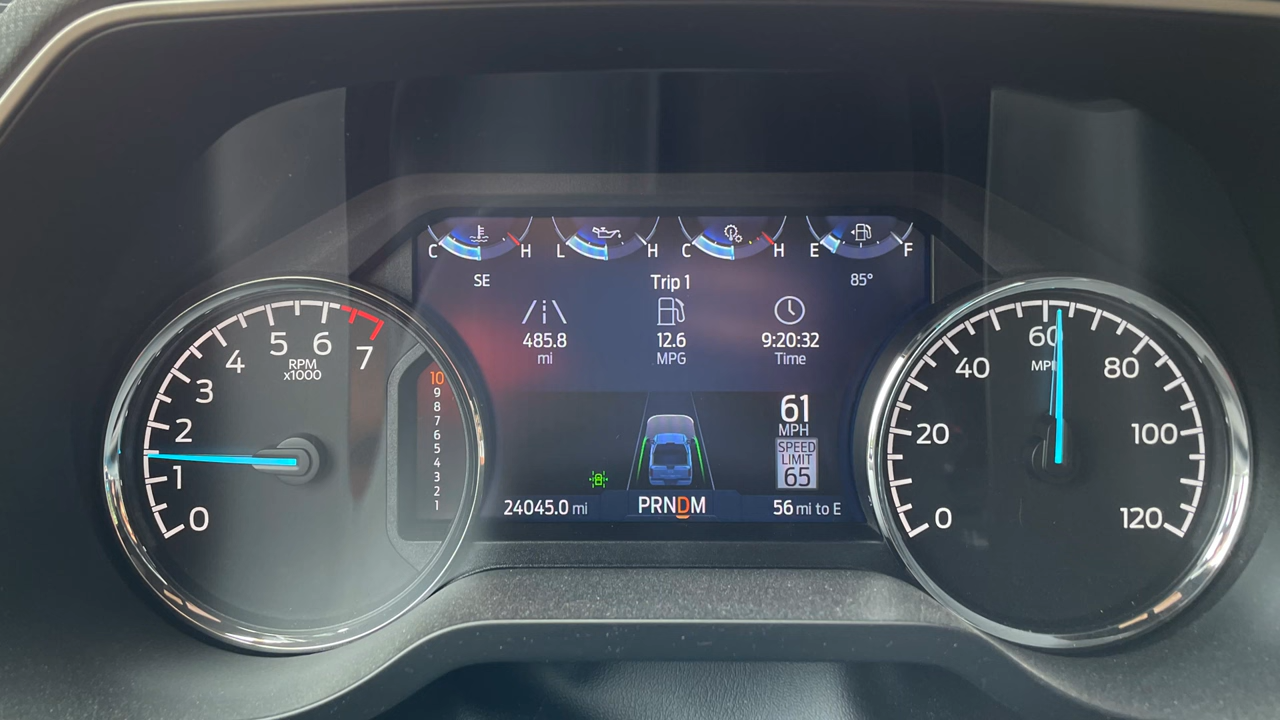 C H L H C H E F
SE
Trip 1
85°
485.8
mi
12.6
MPG
9:20:32
Time
0 1 2 3 4 5 6 7
RPM
x1000
10
9
8
7
6
5
4
3
2
1
61
MPH
SPEED
LIMIT
65
24045.0 mi
PRNDM
56 mi to E
0 20 40 60 80 100 120
MPH